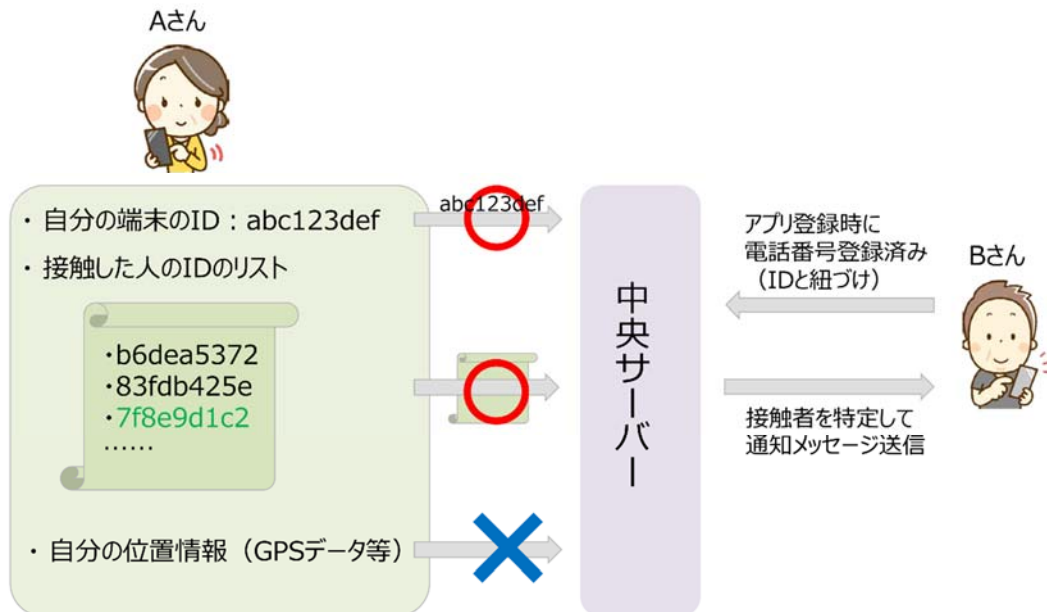 Aさん
・自分の端末のID:abc123def
abc123def
・接触した人のIDのリスト
・b6dea5372
・83fdb425e
・7f8e9d1c2
……
・自分の位置情報(GPSデータ等)
中央サーバー
アプリ登録時に
電話番号登録済み
(IDと紐づけ)
Bさん
接触者を特定して
通知メッセージ送信